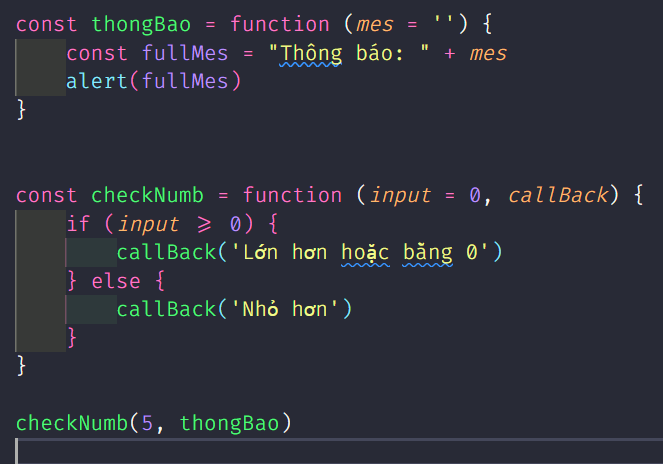 const thongBao = function (mes = '') {
    const fullMes = "Thông báo: " + mes
    alert(fullMes)
}
const checkNumb = function (input = 0, callBack) {
    if (input >= 0) {
        callBack('Lớn hơn hoặc bằng 0')
    } else {
        callBack('Nhỏ hơn')
    }
}
checkNumb(5, thongBao)